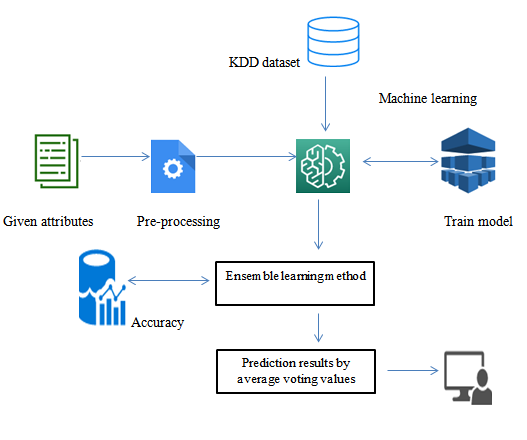 KDD dataset
Machine learning
Given attributes
Pre-processing
Train model
Ensemble learningm ethod
Accuracy
Prediction results by
average voting values